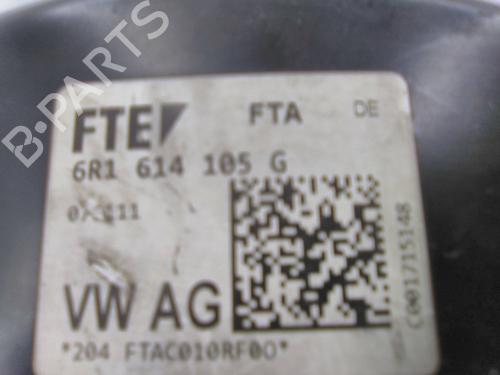 B-PARTS
FTE FTA DE
6R1 614 105 G
VW AG
C001715148
*204 FTAC010RF00*